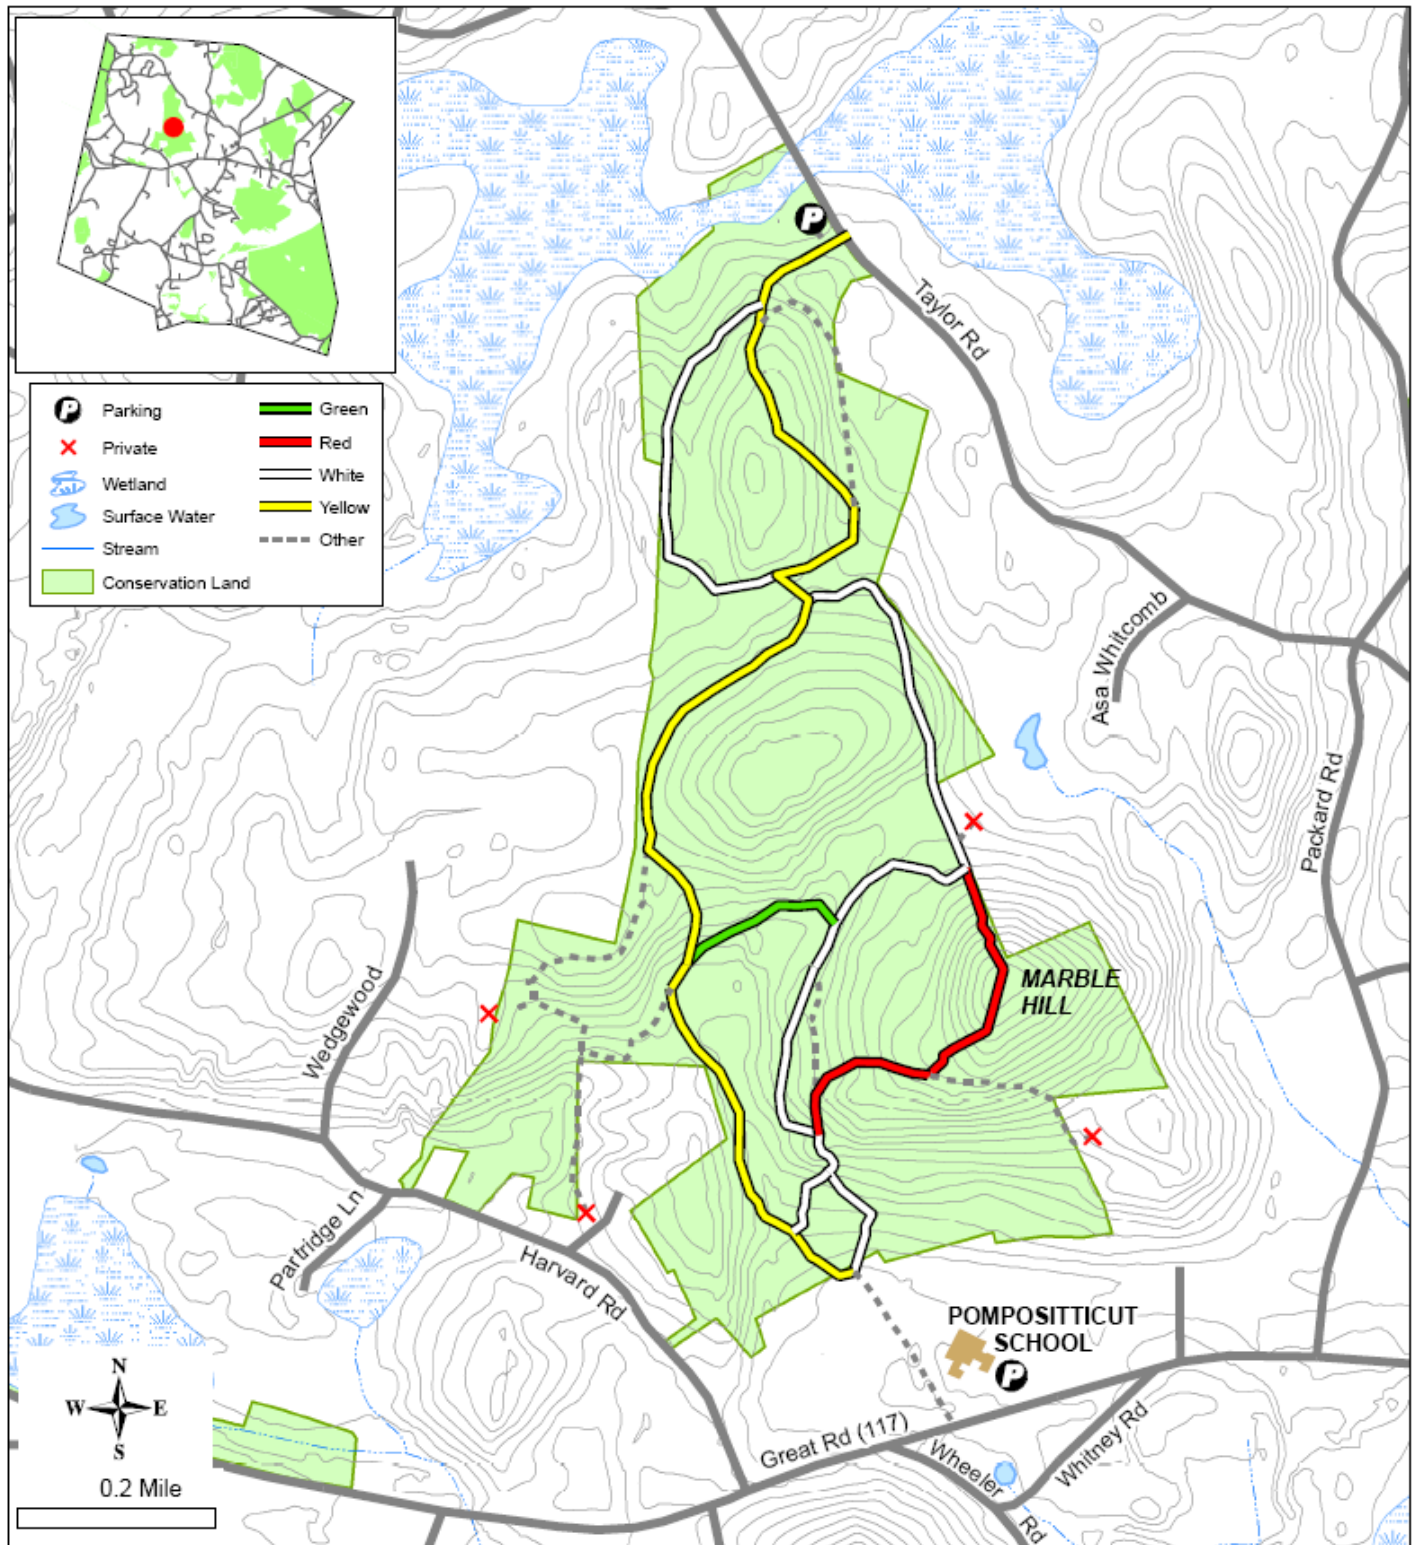 P
Taylor Rd
P Parking
Private
Wetland
Surface Water
Stream
Conservation Land
Green
Red
White
Yellow
Other
Asa Whitcomb
Packard Rd
MARBLE
HILL
Wedgewood
Partridge Ln
Harvard Rd
POMPOSITTICUT
SCHOOL
P
Great Rd (117)
Wheeler
Rd
Whitney Rd
N
W E
S
0.2 Mile